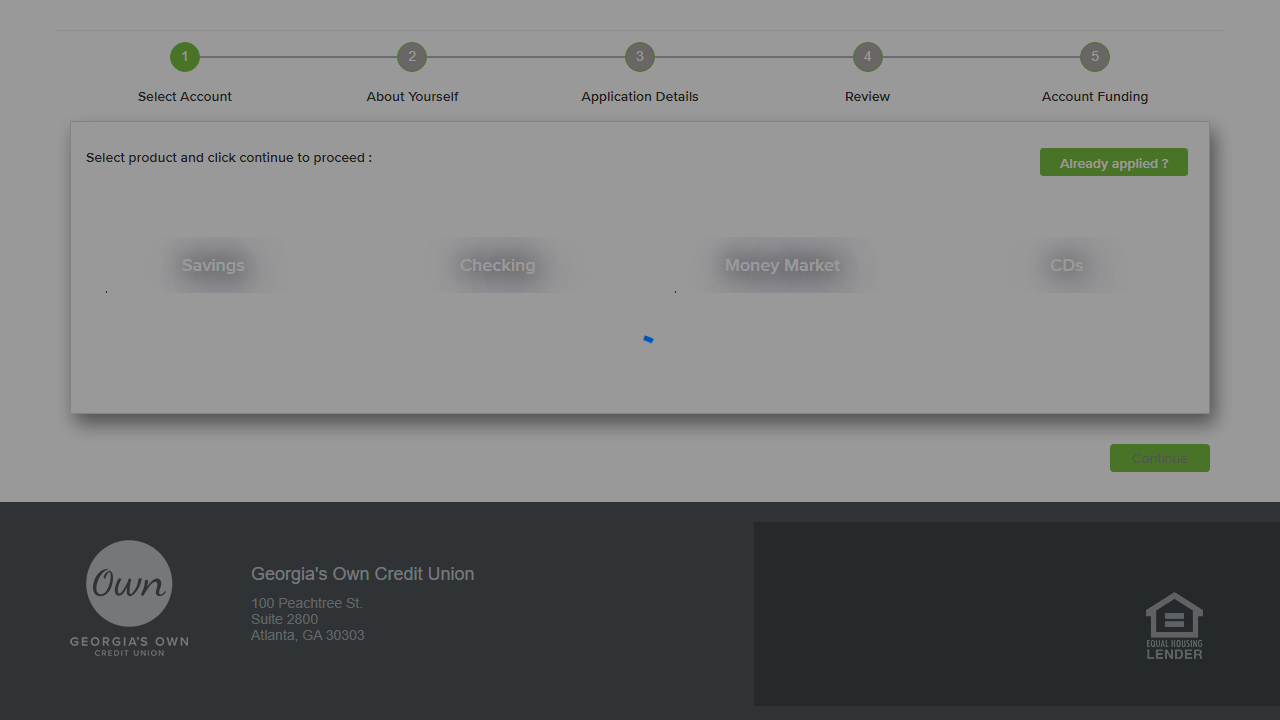 1 2 3 4 5
Select Account About Yourself Application Details Review Account Funding
Select product and click continue to proceed :
Already applied ?
Savings Checking Money Market CDs
Continue
Own
GEORGIA'S OWN
CREDIT UNION
Georgia's Own Credit Union
100 Peachtree St.
Suite 2800
Atlanta, GA 30303
EQUAL HOUSING
LENDER